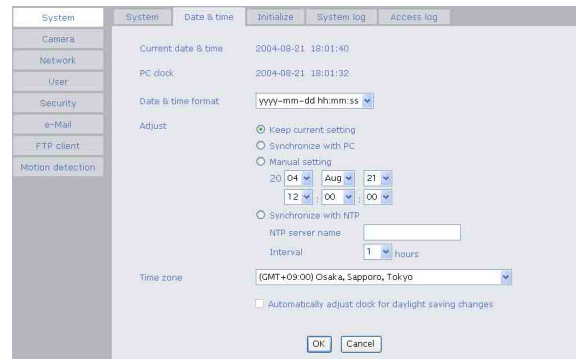 System
Camera
Network
User
Security
e-Mail
FTP client
Motion detection
System Date & time Initialize System log Access log
Current date & time 2004-08-21 18:01:40
PC clock 2004-08-21 18:01:32
Date & time format yyyy-mm-dd hh:mm:ss
Adjust Keep current setting
Synchronize with PC
Manual setting
20 04 Aug 21
12 : 00 : 00
Synchronize with NTP
NTP server name
Interval 1 hours
Time zone (GMT+09:00) Osaka, Sapporo, Tokyo
Automatically adjust clock for daylight saving changes
OK Cancel